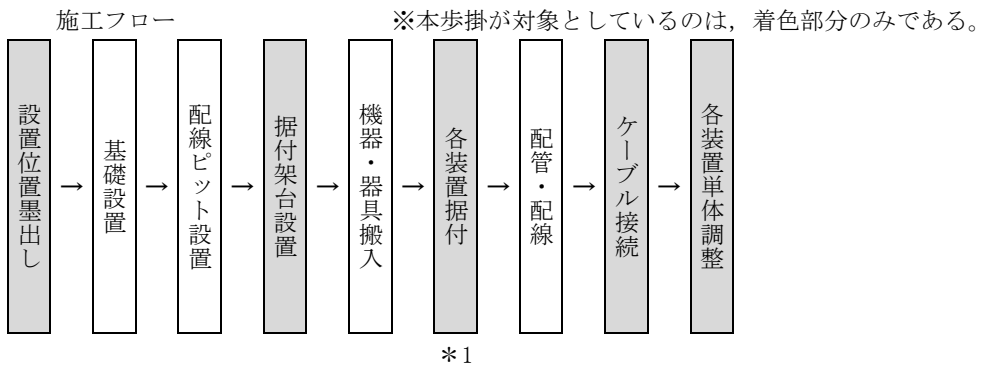 施工フロー
※本歩掛が対象としているのは，着色部分のみである。
設置位置墨出し
→
基礎設置
→
配線ピット設置
→
据付架台設置
→
機器・器具搬入
→
各装置据付
→
配管・配線
→
ケーブル接続
→
各装置単体調整
＊1